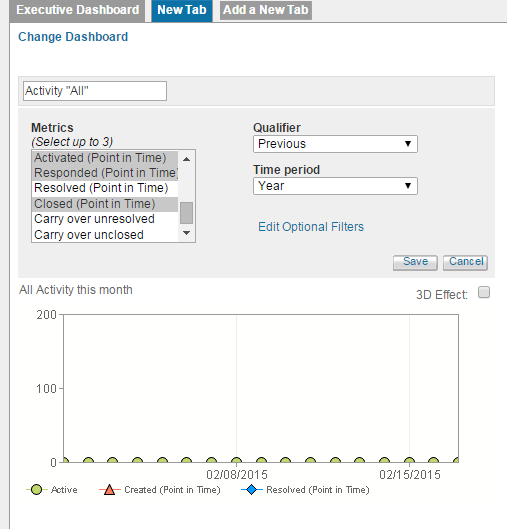 Executive Dashboard New Tab Add a New Tab
Change Dashboard
Activity "All"
Metrics
(Select up to 3)
Activated (Point in Time)
Responded (Point in Time
Resolved (Point in Time)
Closed (Point in Time)
Carry over unresolved
Carry over unclosed
Qualifier
Previous
Time period
Year
Edit Optional Filters
Save Cancel
All Activity this month
3D Effect:
200
100
0
02/08/2015 02/15/2015
Active Created (Point in Time) Resolved (Point in Time)